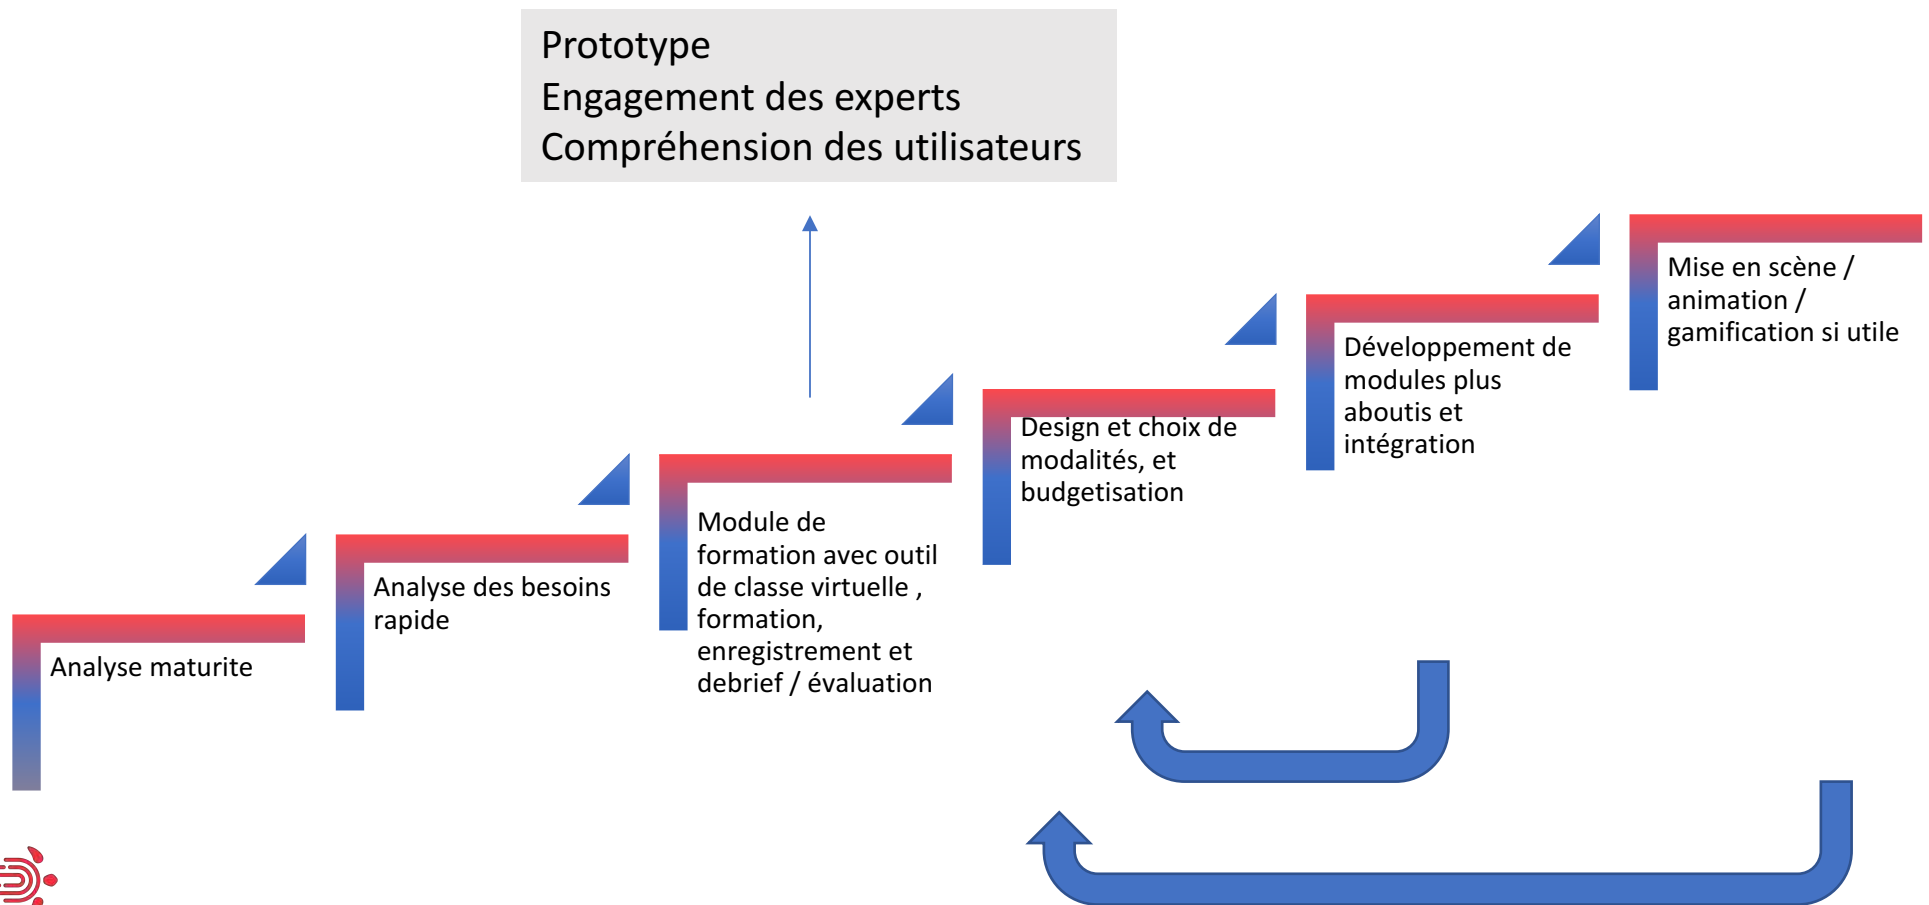 Prototype
Engagement des experts
Compréhension des utilisateurs
Analyse maturite
Analyse des besoins
rapide
Module de
formation avec outil
de classe virtuelle ,
formation,
enregistrement et
debrief / évaluation
Design et choix de
modalités, et
budgetisation
Développement de
modules plus
aboutis et
intégration
Mise en scène /
animation /
gamification si utile